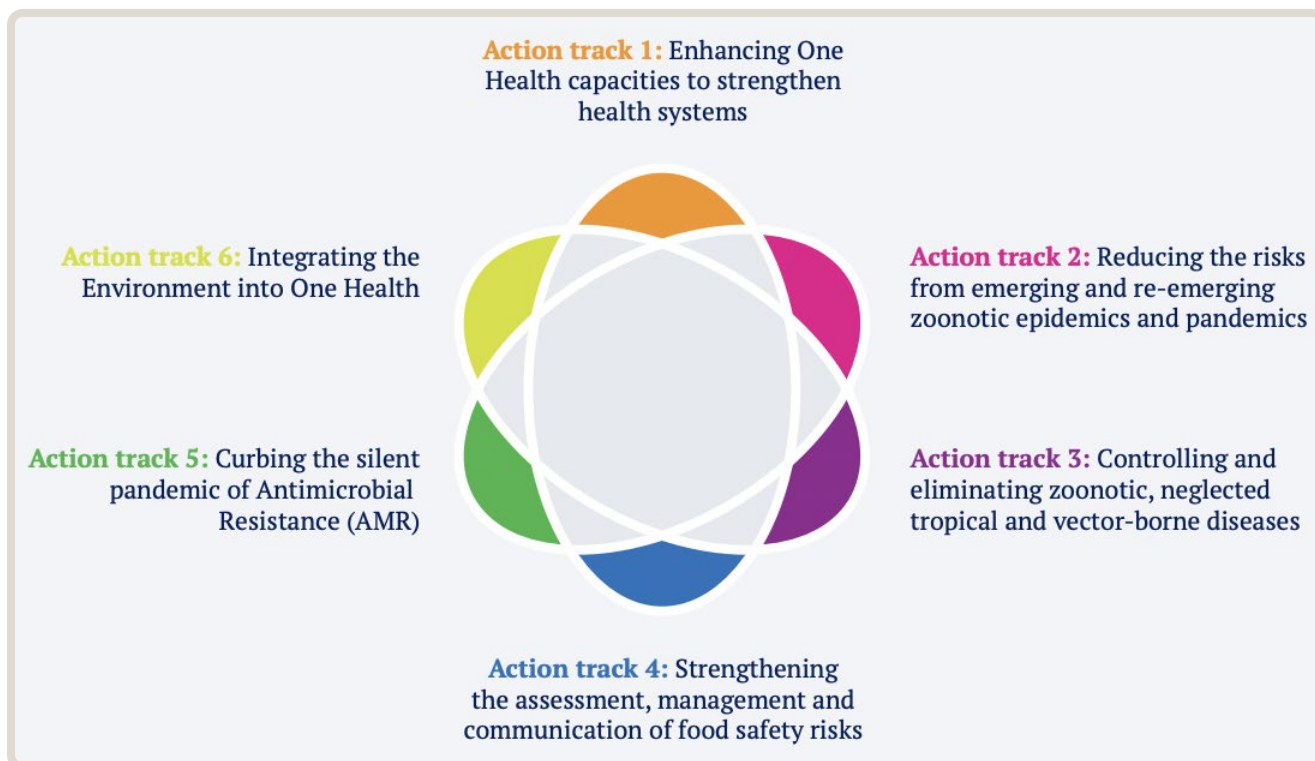 Action track 1: Enhancing One
Health capacities to strengthen
health systems
Action track 2: Reducing the risks
from emerging and re-emerging
zoonotic epidemics and pandemics
Action track 3: Controlling and
eliminating zoonotic, neglected
tropical and vector-borne diseases
Action track 4: Strengthening
the assessment, management and
communication of food safety risks
Action track 5: Curbing the silent
pandemic of Antimicrobial
Resistance (AMR)
Action track 6: Integrating the
Environment into One Health